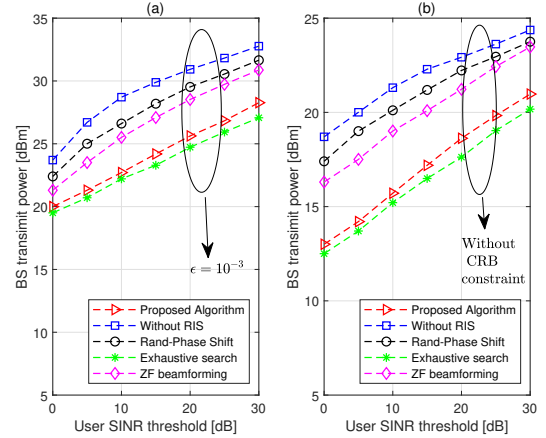 (a)
35
30
25
20
15
10
5
BS transimit power [dBm]
ϵ = 10⁻³
Proposed Algorithm
Without RIS
Rand-Phase Shift
Exhaustive search
ZF beamforming
0
10
20
30
User SINR threshold [dB]
(b)
25
20
15
10
5
BS transimit power [dBm]
Without
CRB
constraint
Proposed Algorithm
Without RIS
Rand-Phase Shift
Exhaustive search
ZF beamforming
0
10
20
30
User SINR threshold [dB]